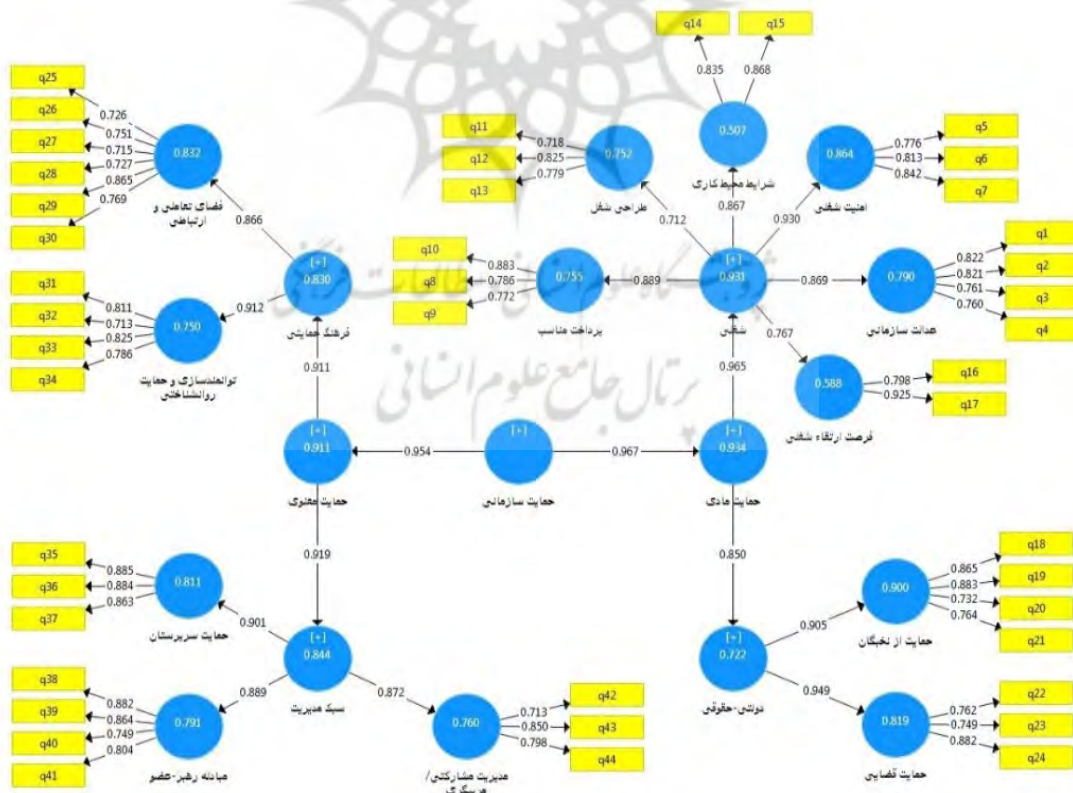 q14
q15
0.835
0.868
0.507
شرایط محیط کاری
q25
q26
q27
q28
q29
q30
0.726
0.751
0.715
0.727
0.865
0.769
0.832
فضای تعاملی و
ارتباطی
0.866
q11
q12
q13
0.718
0.825
0.779
0.752
طراحی شغل
0.712
0.867
q5
q6
q7
0.776
0.813
0.842
0.864
امنیت شغلی
0.930
q31
q32
q33
q34
0.811
0.713
0.825
0.786
0.750
توانمندسازی و حمایت
روانشناختی
0.912
[+]
0.830
فرهنگ حمایتی
q10
q8
q9
0.883
0.786
0.772
0.755
پرداخت مناسب
0.889
[+]
0.931
شغلی
0.869
0.790
عدالت سازمانی
q1
q2
q3
q4
0.822
0.821
0.761
0.760
0.767
0.588
فرصت ارتقاء شغلی
q16
q17
0.798
0.925
0.911
0.965
پرتال جامع علوم انسانی
[+]
0.911
حمایت معنوی
0.954
[+]
حمایت سازمانی
0.967
[+]
0.934
حمایت مادی
0.919
0.850
q35
q36
q37
0.885
0.884
0.863
0.811
حمایت سرپرستان
0.901
[+]
0.844
سبک مدیریت
q38
q39
q40
q41
0.882
0.864
0.749
0.804
0.791
مبادله رهبر-عضو
0.889
0.872
0.760
مدیریت مشارکتی/
مربیگری
q42
q43
q44
0.713
0.850
0.798
[+]
0.722
دولتی-حقوقی
0.905
0.900
حمایت از نخبگان
q18
q19
q20
q21
0.865
0.883
0.732
0.764
0.949
0.819
حمایت قضایی
q22
q23
q24
0.762
0.749
0.882